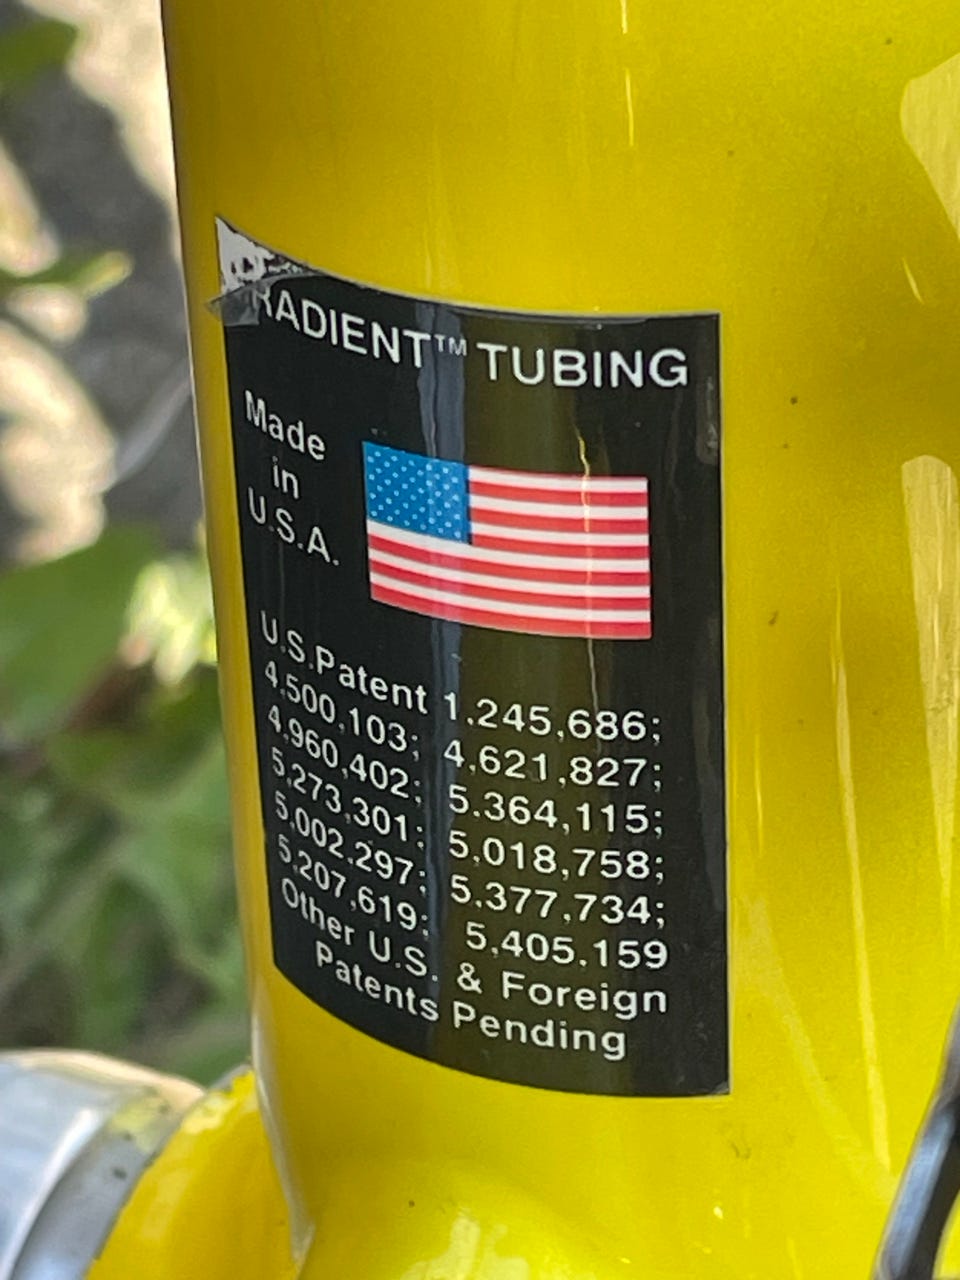 RADIENT™ TUBING
Made
in
U.S.A.
U.S.Patent 1,245,686;
4,500,103; 4,621,827;
4,960,402; 5,364,115;
5,273,301; 5,018,758;
5,002,297; 5,377,734;
5,207,619; 5,405,159
Other U.S. & Foreign
Patents Pending